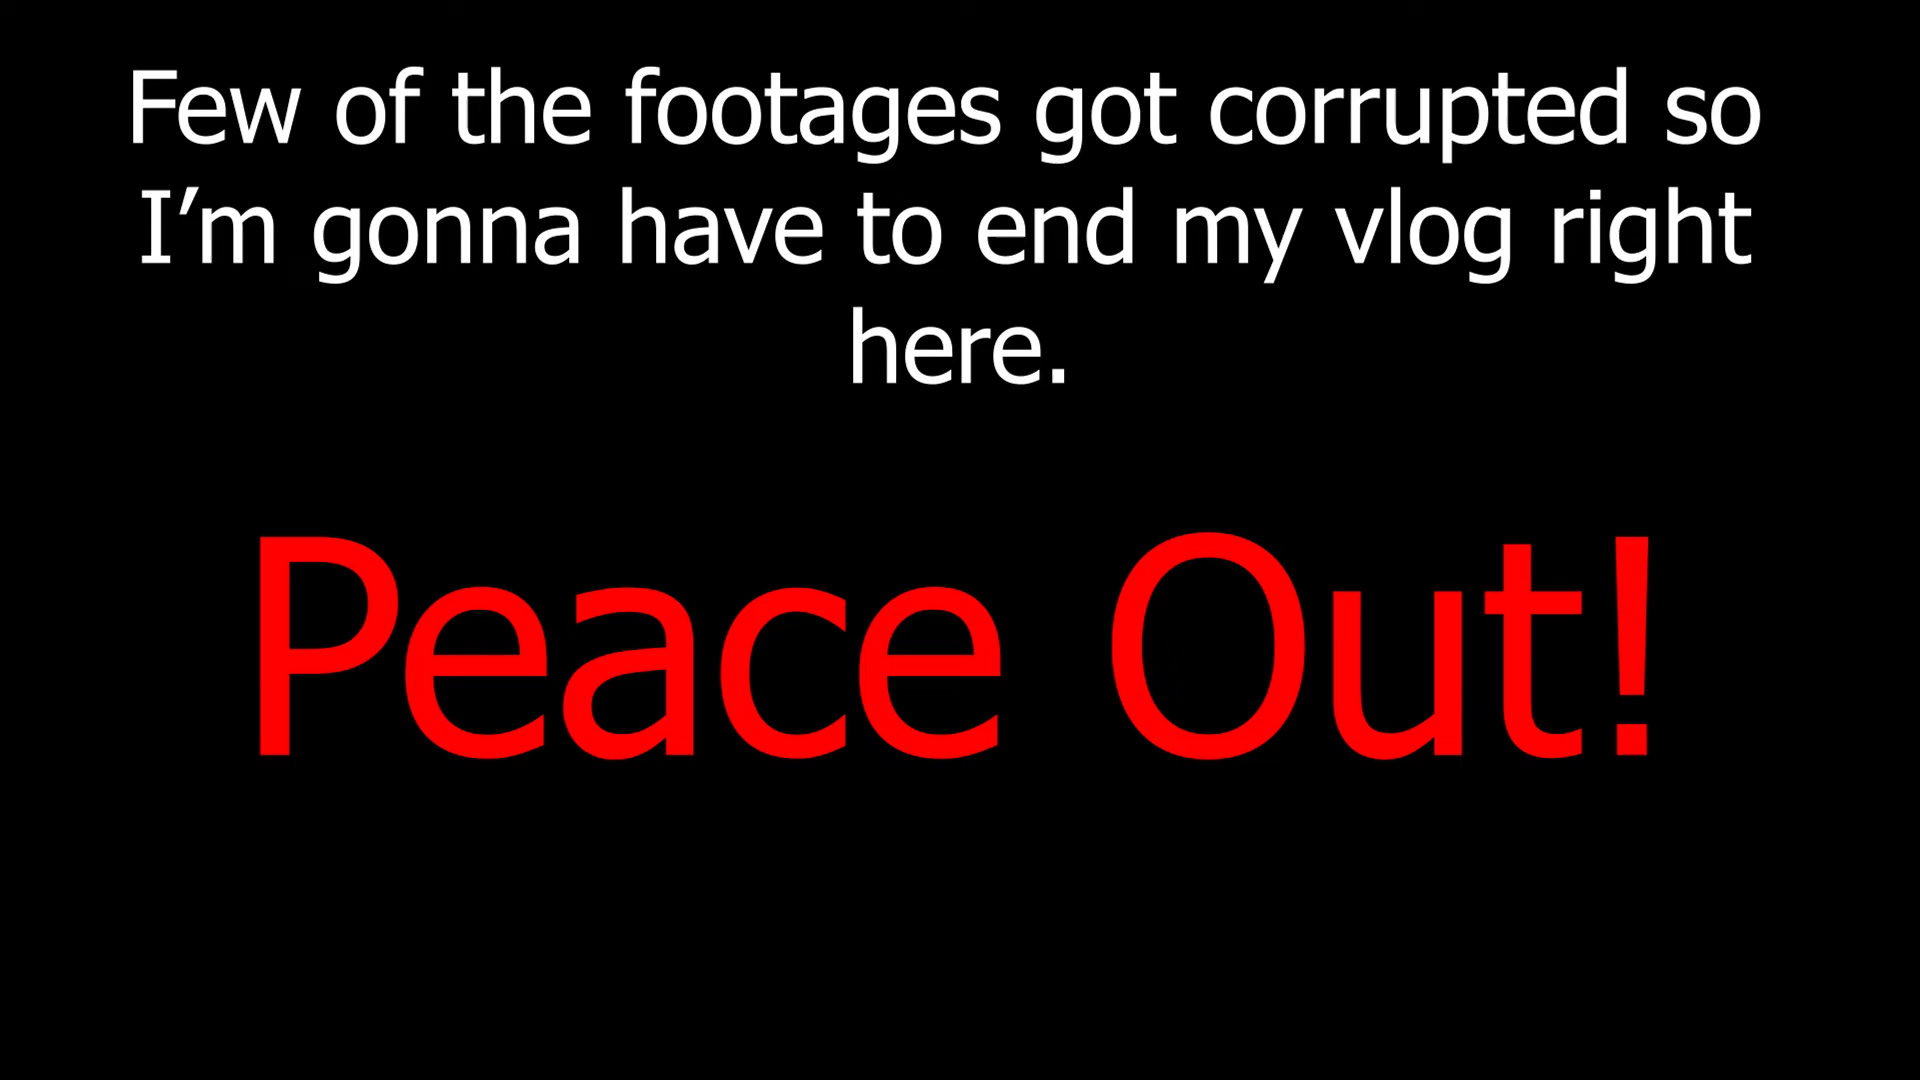 Few of the footages got corrupted so
I’m gonna have to end my vlog right
here.
Peace Out!